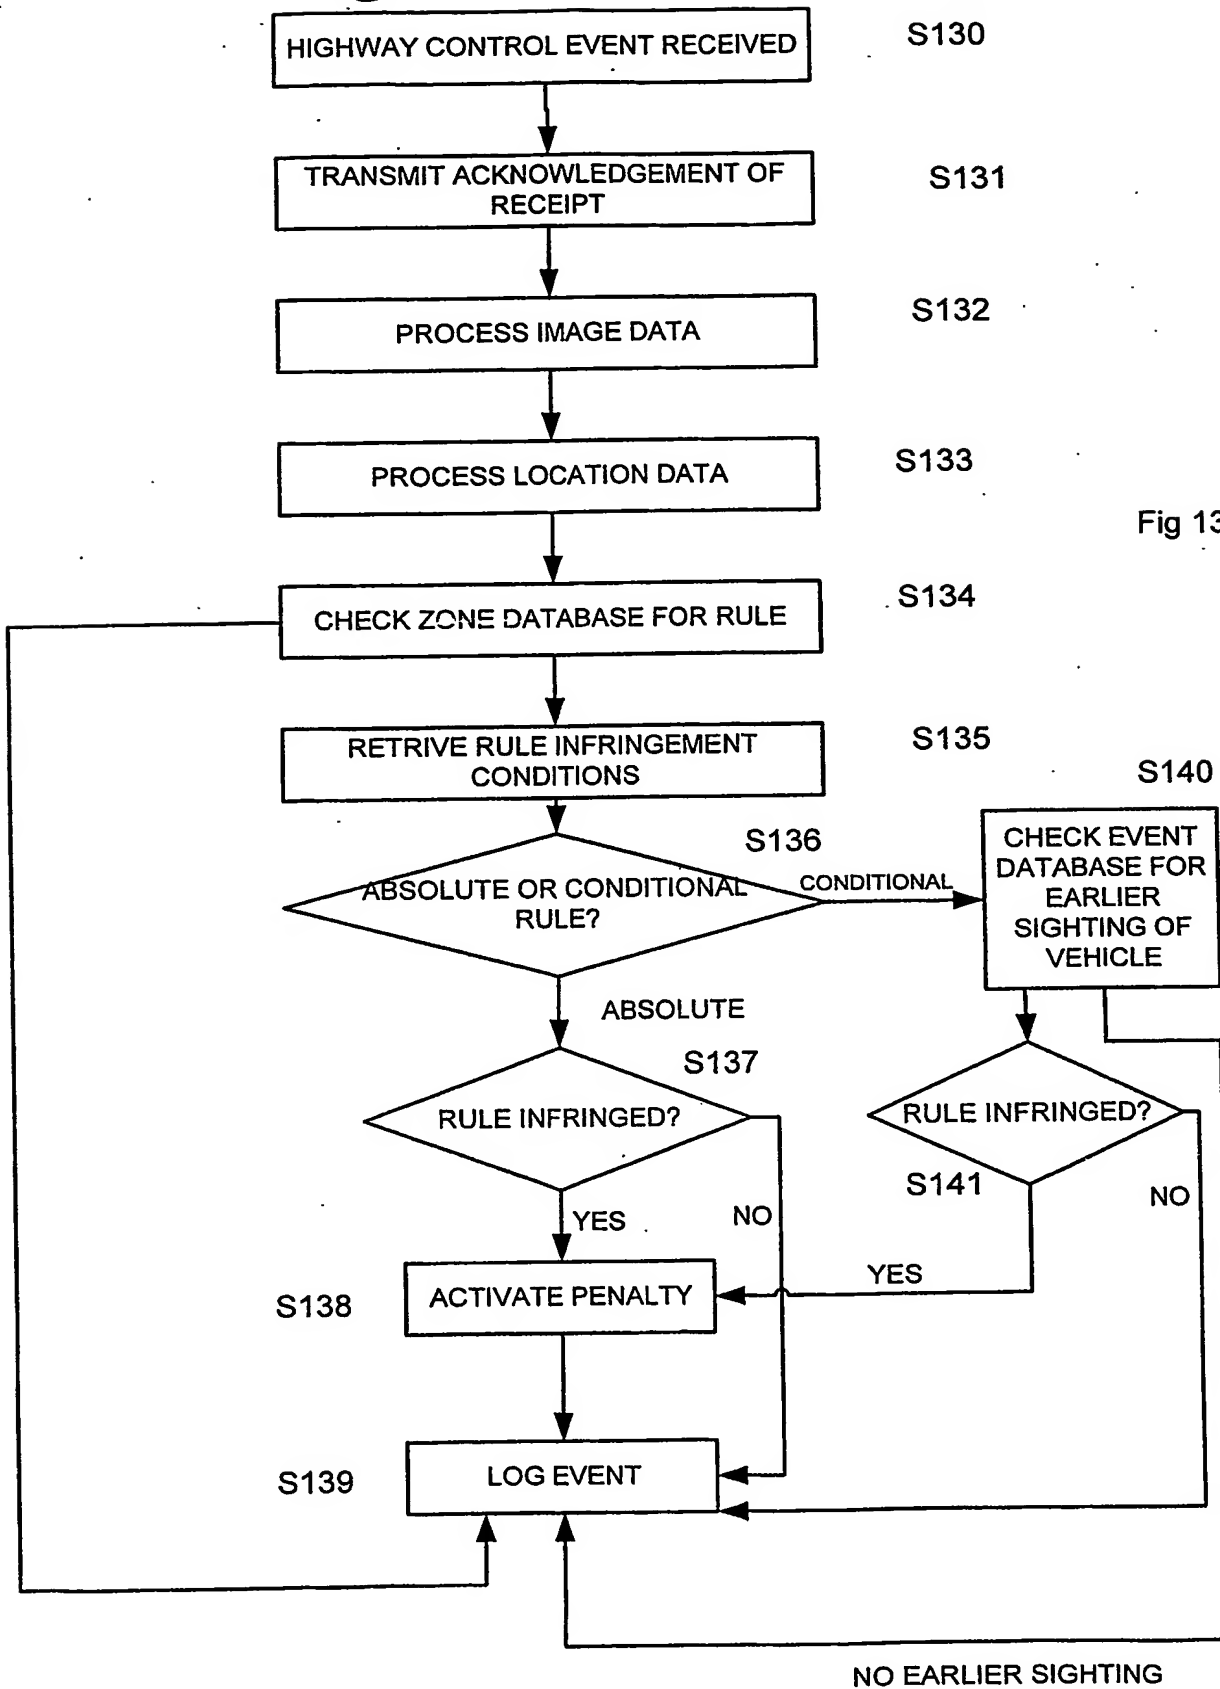 HIGHWAY CONTROL EVENT RECEIVED
S130
TRANSMIT ACKNOWLEDGEMENT OF
RECEIPT
S131
PROCESS IMAGE DATA
S132
PROCESS LOCATION DATA
S133
Fig 13
CHECK ZONE DATABASE FOR RULE
S134
RETRIVE RULE INFRINGEMENT
CONDITIONS
S135
S140
CHECK EVENT
DATABASE FOR
EARLIER
SIGHTING OF
VEHICLE
S136
ABSOLUTE OR CONDITIONAL
RULE?
CONDITIONAL
ABSOLUTE
S137
RULE INFRINGED?
RULE INFRINGED?
S141
NO
YES
NO
YES
S138
ACTIVATE PENALTY
S139
LOG EVENT
NO EARLIER SIGHTING